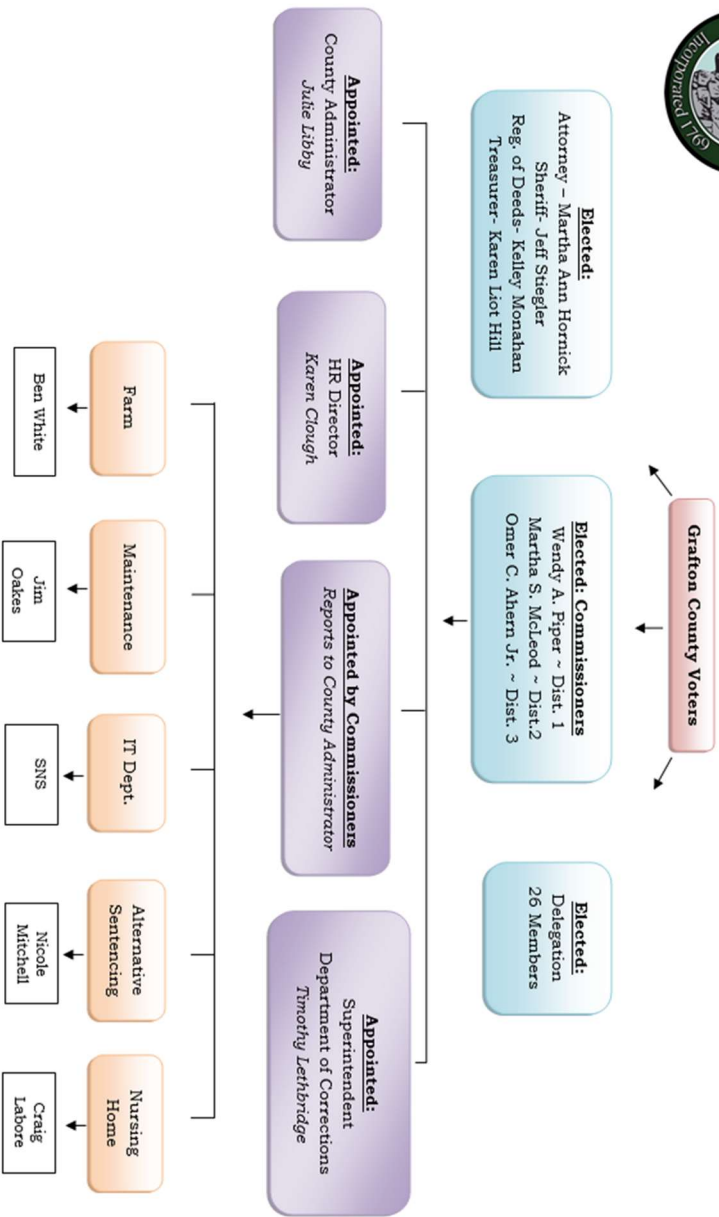 Incorporated 1769
Grafton County Voters
Elected:
Attorney – Martha Ann Hornick
Sheriff- Jeff Stiegler
Reg. of Deeds- Kelley Monahan
Treasurer- Karen Liot Hill
Elected: Commissioners
Wendy A. Piper ~ Dist. 1
Martha S. McLeod ~ Dist.2
Omer C. Ahern Jr. ~ Dist. 3
Elected:
Delegation
26 Members
Appointed:
County Administrator
Julie Libby
Appointed:
HR Director
Karen Clough
Appointed by Commissioners
Reports to County Administrator
Appointed:
Superintendent
Department of Corrections
Timothy Lethbridge
Farm
Maintenance
IT Dept.
Alternative
Sentencing
Nursing
Home
Ben White
Jim
Oakes
SNS
Nicole
Mitchell
Craig
Labore